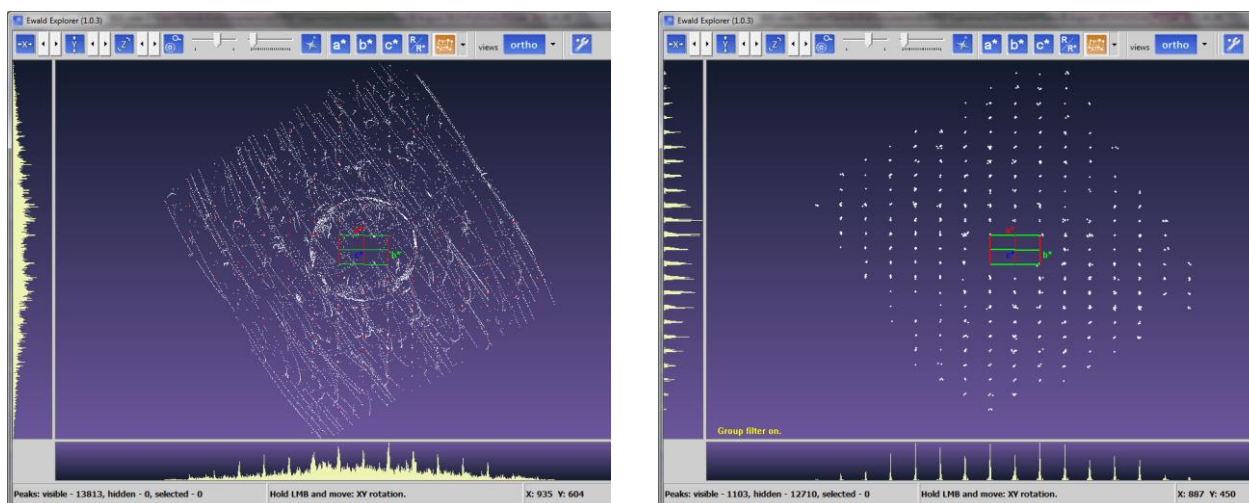 Ewald Explorer (1.0.3)
X Y Z a* b* c* R/R* views ortho
a*
c* b*
Peaks: visible - 13813, hidden - 0, selected - 0 Hold LMB and move: XY rotation. X: 935 Y: 604
Ewald Explorer (1.0.3)
X Y Z a* b* c* R/R* views ortho
a*
c* b*
Group filter on.
Peaks: visible - 1103, hidden - 12710, selected - 0 Hold LMB and move: XY rotation. X: 887 Y: 450